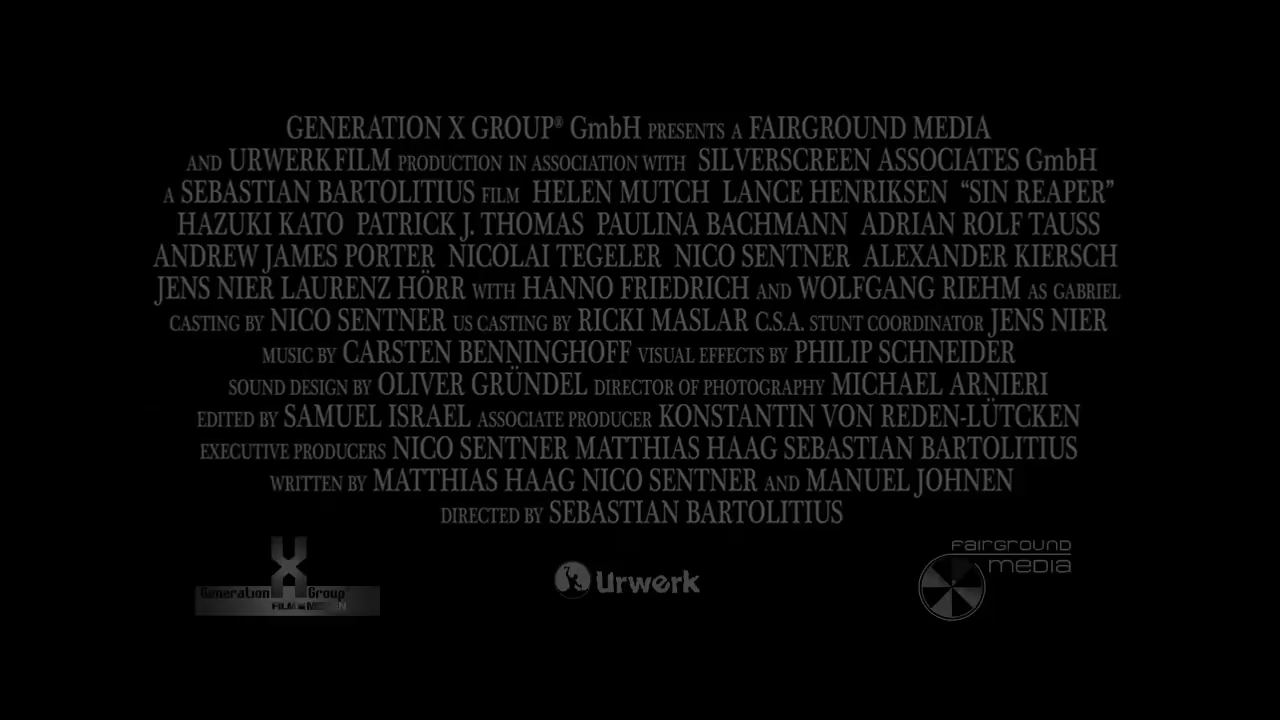 GENERATION X GROUP® GmbH PRESENTS A FAIRGROUND MEDIA
AND URWERKFILM PRODUCTION IN ASSOCIATION WITH SILVERSCREEN ASSOCIATES GmbH
A SEBASTIAN BARTOLITIUS FILM HELEN MUTCH LANCE HENRIKSEN “SIN REAPER”
HAZUKI KATO PATRICK J. THOMAS PAULINA BACHMANN ADRIAN ROLF TAUSS
ANDREW JAMES PORTER NICOLAI TEGELER NICO SENTNER ALEXANDER KIERSCH
JENS NIER LAURENZ HÖRR WITH HANNO FRIEDRICH AND WOLFGANG RIEHM AS GABRIEL
CASTING BY NICO SENTNER US CASTING BY RICKI MASLAR C.S.A. STUNT COORDINATOR JENS NIER
MUSIC BY CARSTEN BENNINGHOFF VISUAL EFFECTS BY PHILIP SCHNEIDER
SOUND DESIGN BY OLIVER GRÜNDEL DIRECTOR OF PHOTOGRAPHY MICHAEL ARNIERI
EDITED BY SAMUEL ISRAEL ASSOCIATE PRODUCER KONSTANTIN VON REDEN-LÜTCKEN
EXECUTIVE PRODUCERS NICO SENTNER MATTHIAS HAAG SEBASTIAN BARTOLITIUS
WRITTEN BY MATTHIAS HAAG NICO SENTNER AND MANUEL JOHNEN
DIRECTED BY SEBASTIAN BARTOLITIUS
X
Generation Group
FILM
Urwerk
FAIRGROUND
MEDIA